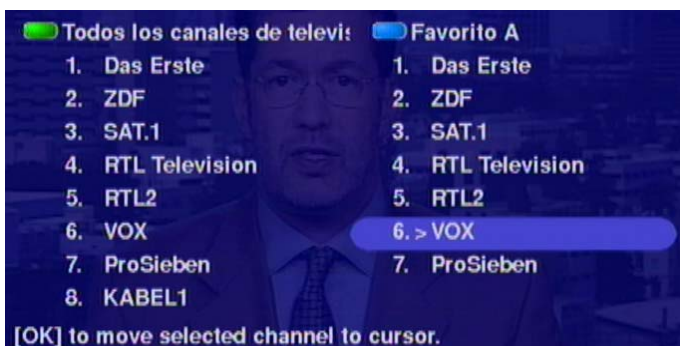 Todos los canales de televis
1. Das Erste
2. ZDF
3. SAT.1
4. RTL Television
5. RTL2
6. VOX
7. ProSieben
8. KABEL1
Favorito A
1. Das Erste
2. ZDF
3. SAT.1
4. RTL Television
5. RTL2
6. > VOX
7. ProSieben
[OK] to move selected channel to cursor.